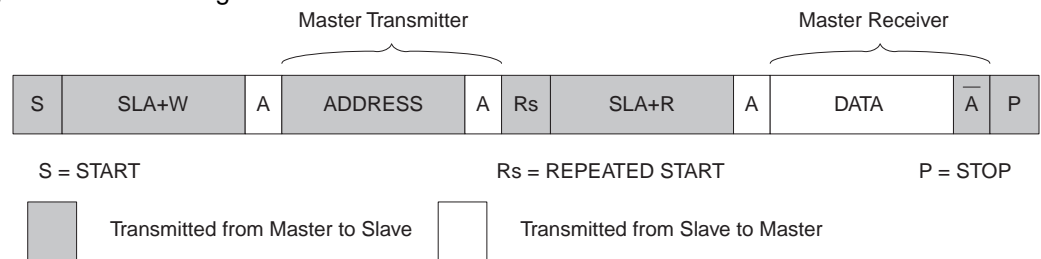 Master Transmitter Master Receiver
S SLA+W A ADDRESS A Rs SLA+R A DATA A̅ P
S = START Rs = REPEATED START P = STOP
Transmitted from Master to Slave Transmitted from Slave to Master